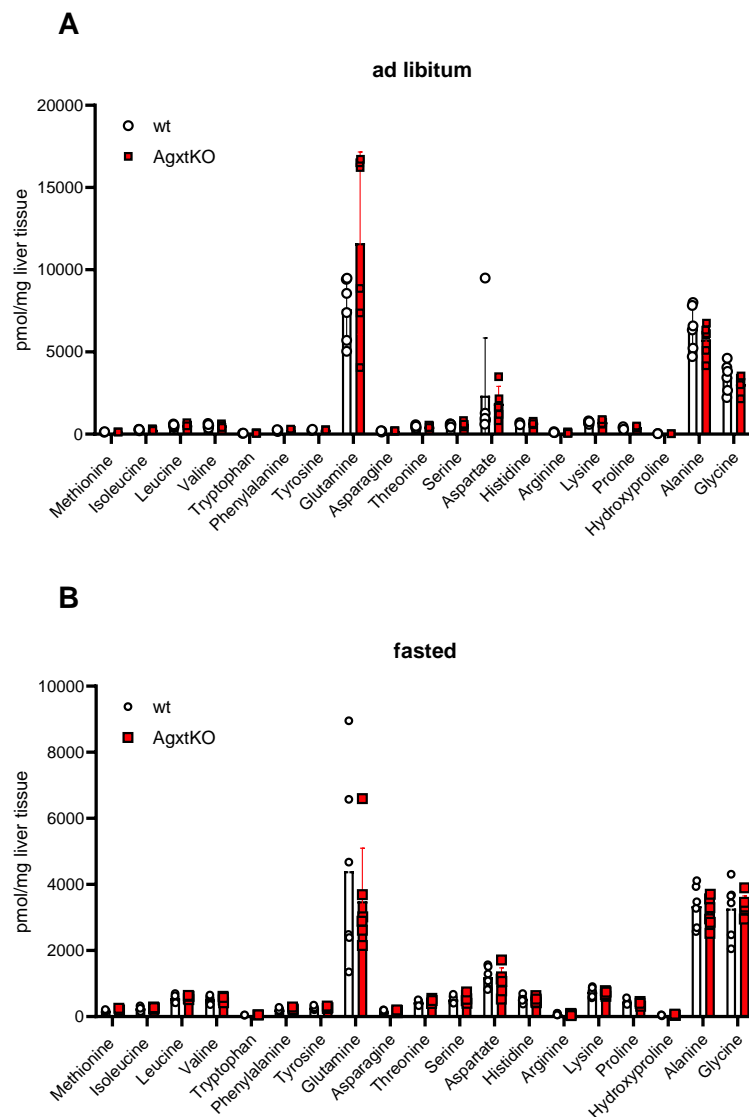 A
ad libitum
20000
15000
10000
5000
0
pmol/mg liver tissue
wt
AgxtKO
Methionine
Isoleucine
Leucine
Valine
Tryptophan
Phenylalanine
Tyrosine
Glutamine
Asparagine
Threonine
Serine
Aspartate
Histidine
Arginine
Lysine
Proline
Hydroxyproline
Alanine
Glycine
B
fasted
10000
8000
6000
4000
2000
0
pmol/mg liver tissue
wt
AgxtKO
Methionine
Isoleucine
Leucine
Valine
Tryptophan
Phenylalanine
Tyrosine
Glutamine
Asparagine
Threonine
Serine
Aspartate
Histidine
Arginine
Lysine
Proline
Hydroxyproline
Alanine
Glycine